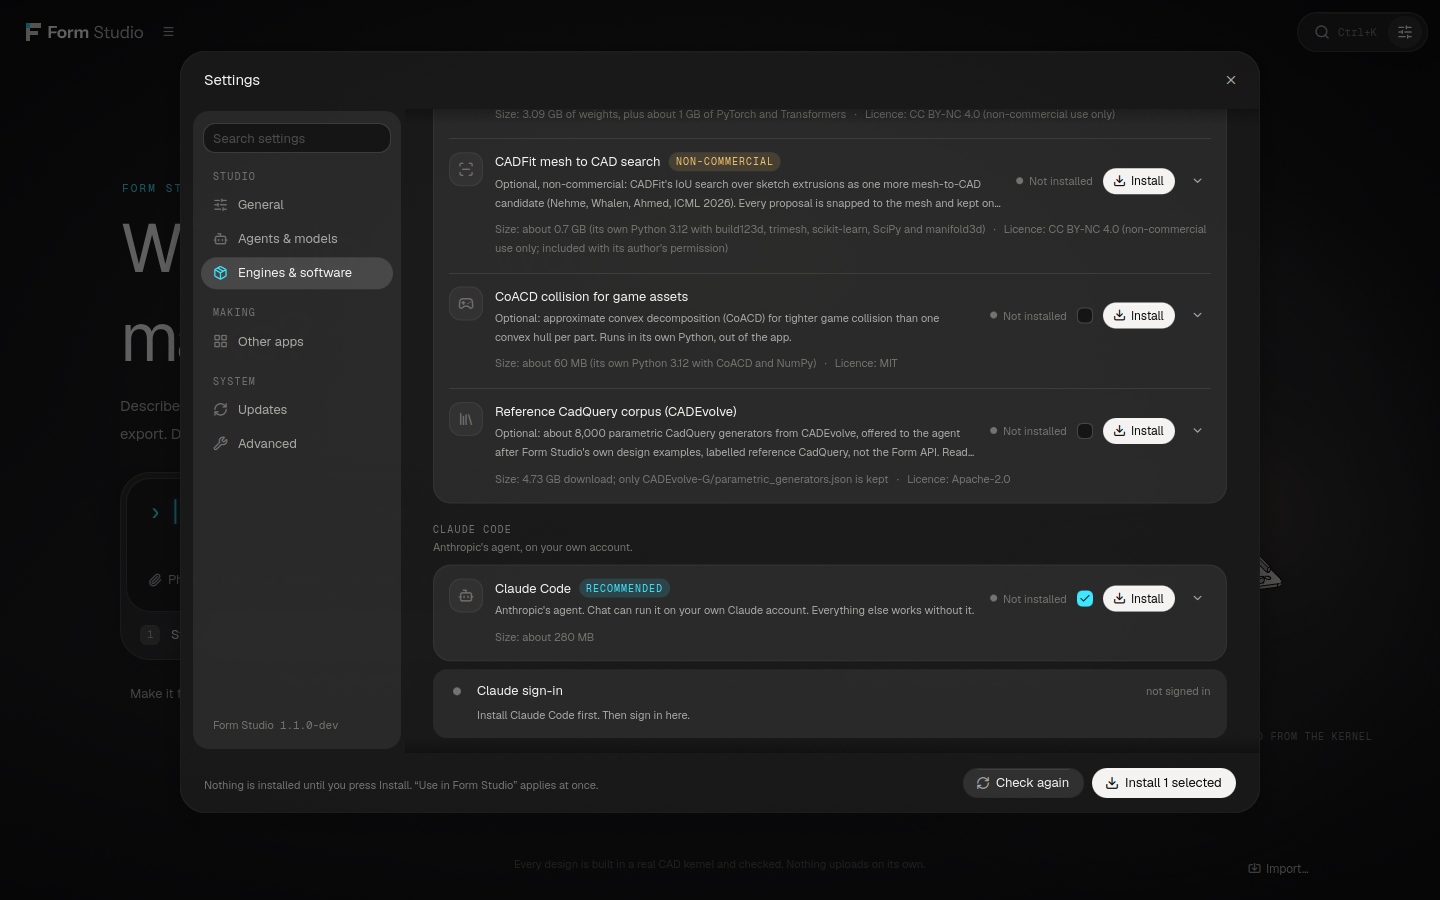 Form Studio
Ctrl+K
Settings
Search settings
STUDIO
General
Agents & models
Engines & software
MAKING
Other apps
SYSTEM
Updates
Advanced
Form Studio 1.1.0-dev
Size: 3.09 GB of weights, plus about 1 GB of PyTorch and Transformers · Licence: CC BY-NC 4.0 (non-commercial use only)
CADFit mesh to CAD search NON-COMMERCIAL
Optional, non-commercial: CADFit's IoU search over sketch extrusions as one more mesh-to-CAD
candidate (Nehme, Whalen, Ahmed, ICML 2026). Every proposal is snapped to the mesh and kept on…
Not installed Install
Size: about 0.7 GB (its own Python 3.12 with build123d, trimesh, scikit-learn, SciPy and manifold3d) · Licence: CC BY-NC 4.0 (non-commercial
use only; included with its author's permission)
CoACD collision for game assets
Optional: approximate convex decomposition (CoACD) for tighter game collision than one
convex hull per part. Runs in its own Python, out of the app.
Not installed Install
Size: about 60 MB (its own Python 3.12 with CoACD and NumPy) · Licence: MIT
Reference CadQuery corpus (CADEvolve)
Optional: about 8,000 parametric CadQuery generators from CADEvolve, offered to the agent
after Form Studio's own design examples, labelled reference CadQuery, not the Form API. Read…
Not installed Install
Size: 4.73 GB download; only CADEvolve-G/parametric_generators.json is kept · Licence: Apache-2.0
CLAUDE CODE
Anthropic's agent, on your own account.
Claude Code RECOMMENDED
Anthropic's agent. Chat can run it on your own Claude account. Everything else works without it.
Not installed Install
Size: about 280 MB
Claude sign-in
not signed in
Install Claude Code first. Then sign in here.
Nothing is installed until you press Install. “Use in Form Studio” applies at once.
Check again
Install 1 selected
FORM ST
W
ma
Describe
export. D
Ph
1 S
Make it f
FROM THE KERNEL
Every design is built in a real CAD kernel and checked. Nothing uploads on its own.
Import…